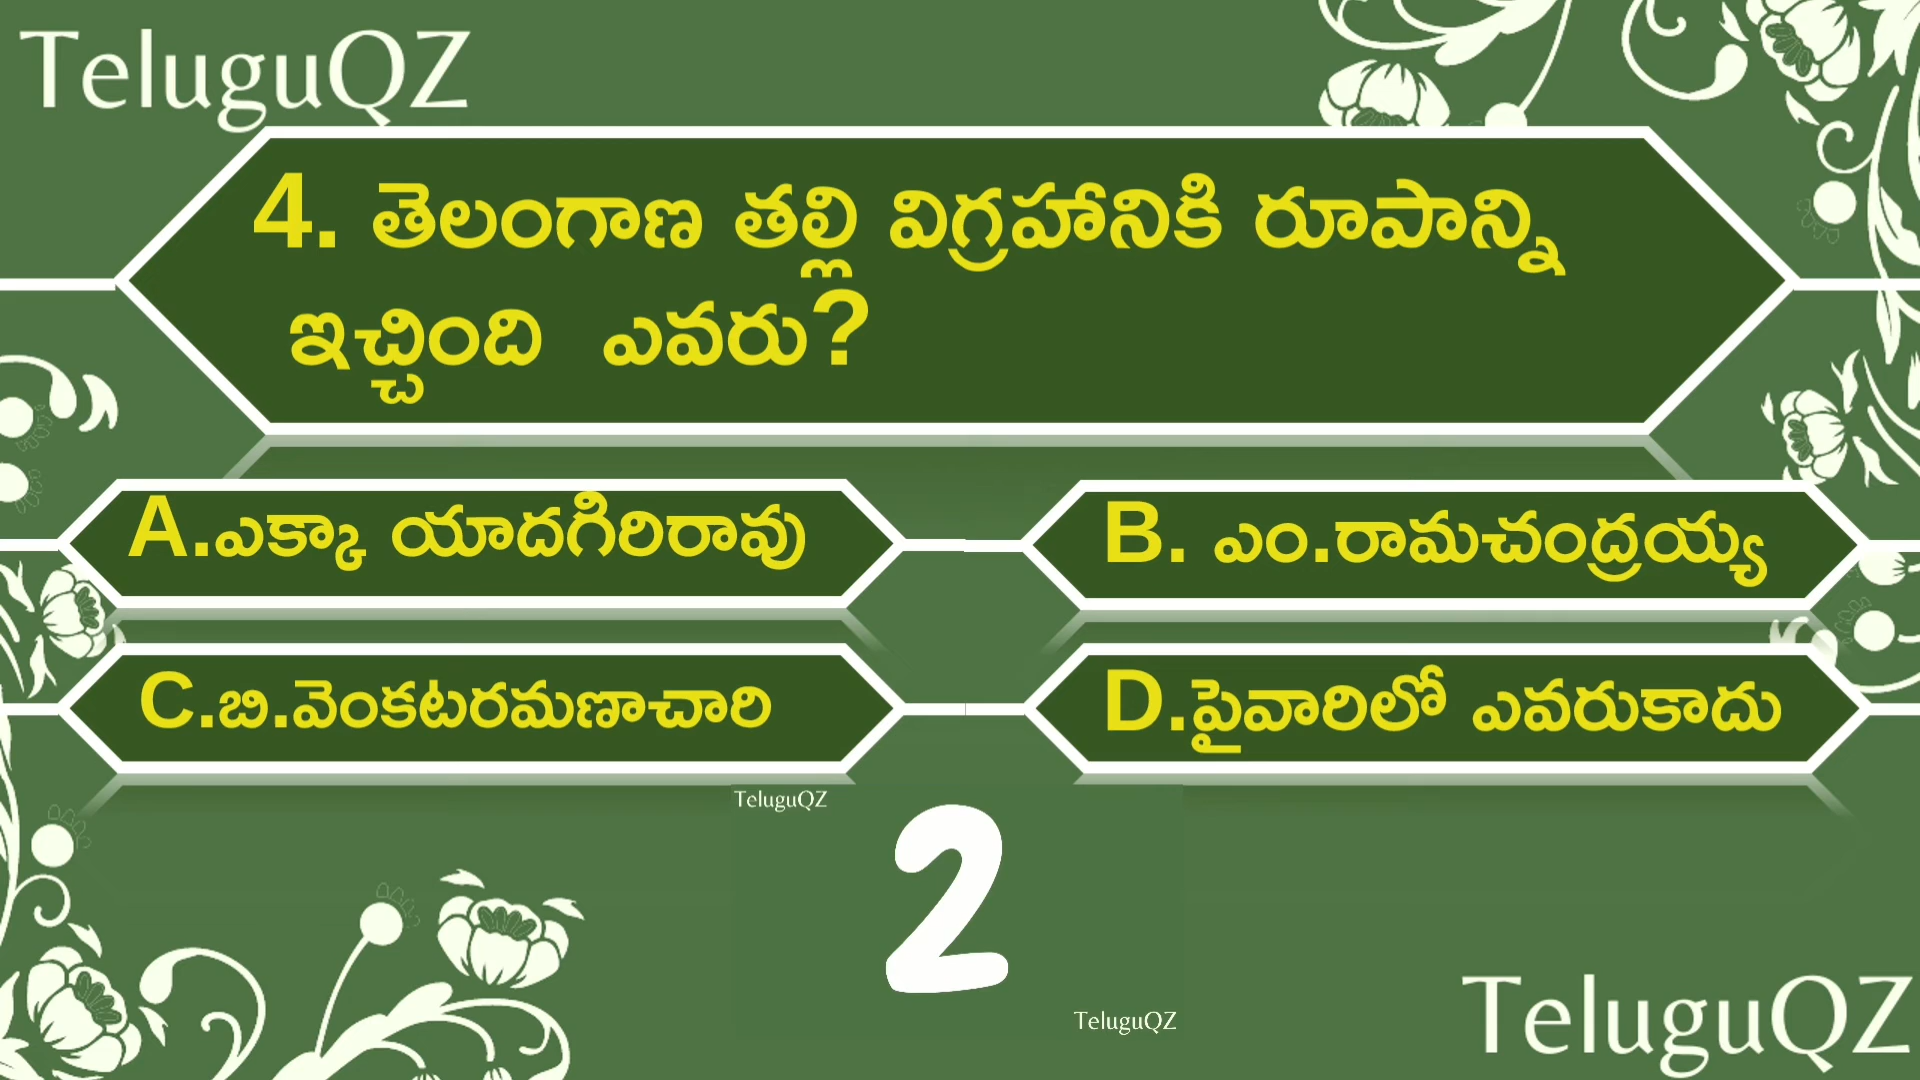 TeluguQZ
4. తెలంగాణ తల్లి విగ్రహానికి రూపాన్ని
ఇచ్చింది ఎవరు?
A.ఎక్కా యాదగిరిరావు
B. ఎం.రామచంద్రయ్య
C.బి.వెంకటరమణాచారి
D.పైవారిలో ఎవరుకాదు
TeluguQZ
2
TeluguQZ
TeluguQZ